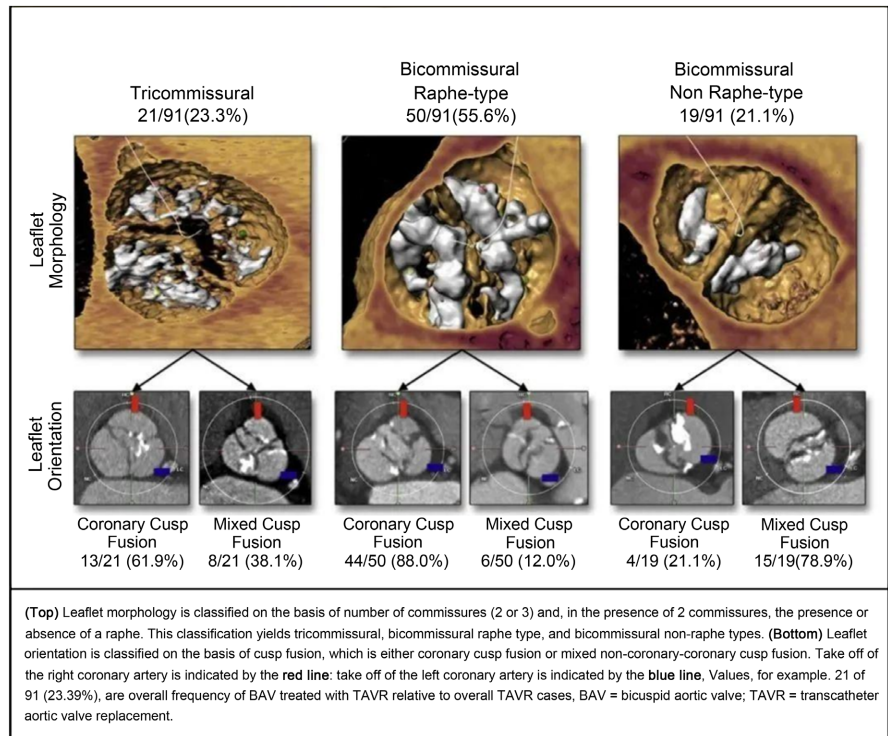 Tricommissural
21/91(23.3%)
Bicommissural
Raphe-type
50/91(55.6%)
Bicommissural
Non Raphe-type
19/91 (21.1%)
Leaflet
Morphology
Leaflet
Orientation
Coronary Cusp
Fusion
13/21 (61.9%)
Mixed Cusp
Fusion
8/21 (38.1%)
Coronary Cusp
Fusion
44/50 (88.0%)
Mixed Cusp
Fusion
6/50 (12.0%)
Coronary Cusp
Fusion
4/19 (21.1%)
Mixed Cusp
Fusion
15/19(78.9%)
(Top) Leaflet morphology is classified on the basis of number of commissures (2 or 3) and, in the presence of 2 commissures, the presence or
absence of a raphe. This classification yields tricommissural, bicommissural raphe type, and bicommissural non-raphe types. (Bottom) Leaflet
orientation is classified on the basis of cusp fusion, which is either coronary cusp fusion or mixed non-coronary-coronary cusp fusion. Take off of
the right coronary artery is indicated by the red line: take off of the left coronary artery is indicated by the blue line, Values, for example. 21 of
91 (23.39%), are overall frequency of BAV treated with TAVR relative to overall TAVR cases, BAV = bicuspid aortic valve; TAVR = transcatheter
aortic valve replacement.